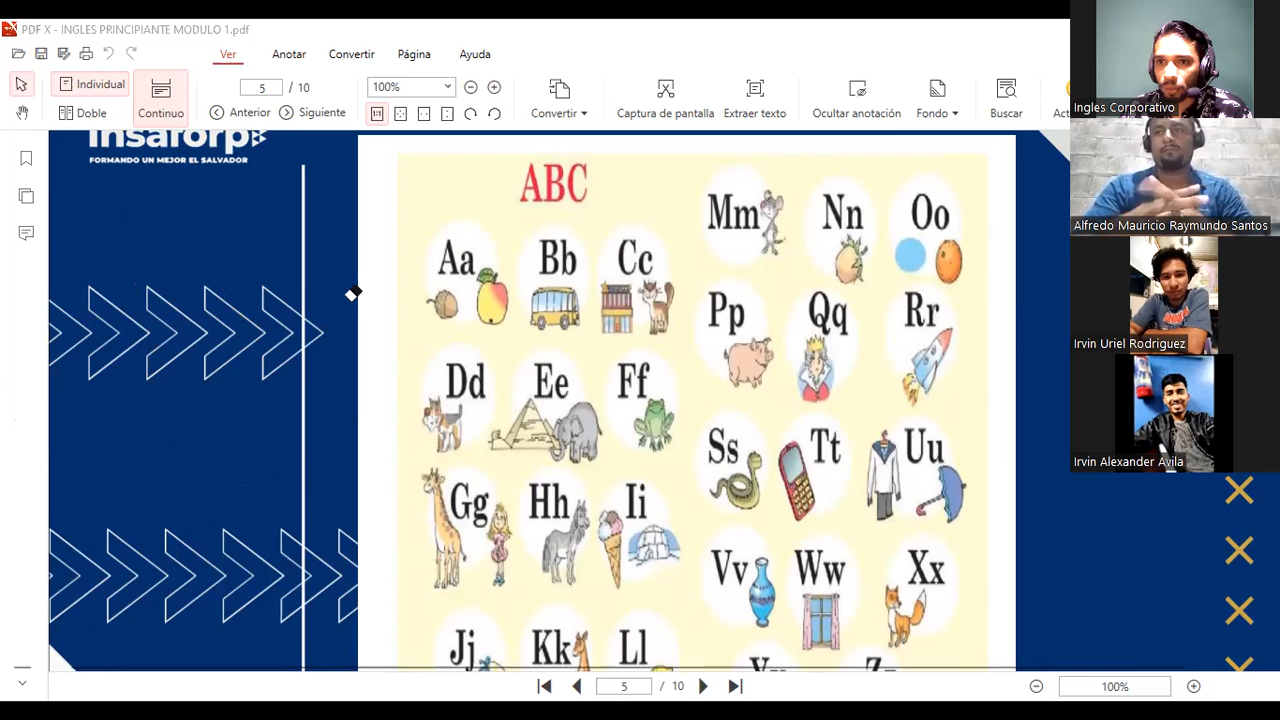 PDF X - INGLES PRINCIPIANTE MODULO 1.pdf
Ver Anotar Convertir Página Ayuda
Individual
Doble
Continuo
5 / 10
Anterior Siguiente
100%
Convertir
Captura de pantalla
Extraer texto
Ocultar anotación
Fondo
Buscar
Insaforp
FORMANDO UN MEJOR EL SALVADOR
ABC
Aa Bb Cc
Dd Ee Ff
Gg Hh Ii
Jj Kk Ll
Mm Nn Oo
Pp Qq Rr
Ss Tt Uu
Vv Ww Xx
5 / 10
100%
Ingles Corporativo
Alfredo Mauricio Raymundo Santos
Irvin Uriel Rodriguez
Irvin Alexander Avila